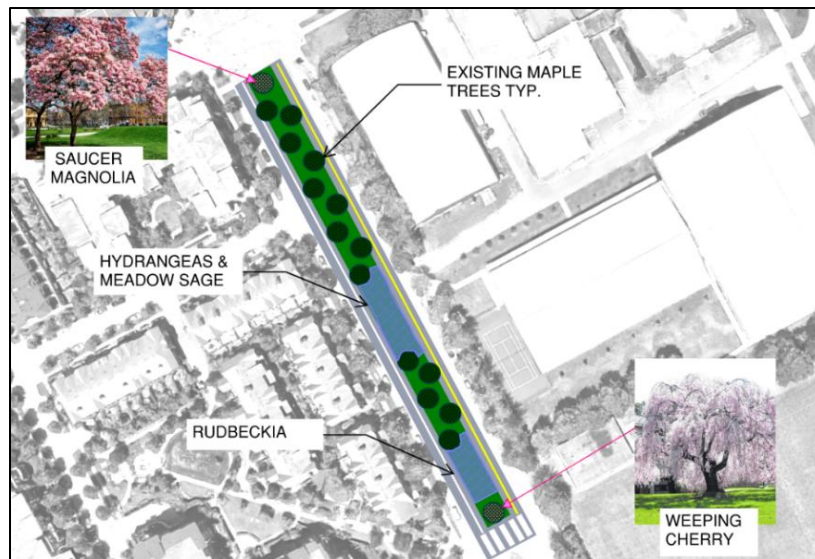 SAUCER
MAGNOLIA
EXISTING MAPLE
TREES TYP.
HYDRANGEAS &
MEADOW SAGE
RUDBECKIA
WEEPING
CHERRY